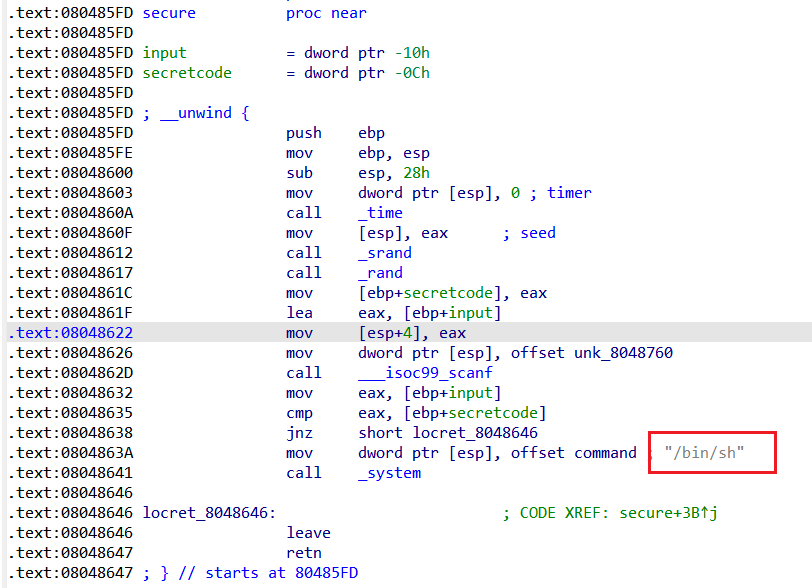 .text:080485FD secure proc near
.text:080485FD
.text:080485FD input = dword ptr -10h
.text:080485FD secretcode = dword ptr -0Ch
.text:080485FD
.text:080485FD ; __unwind {
.text:080485FD push ebp
.text:080485FE mov ebp, esp
.text:08048600 sub esp, 28h
.text:08048603 mov dword ptr [esp], 0 ; timer
.text:0804860A call _time
.text:0804860F mov [esp], eax ; seed
.text:08048612 call _srand
.text:08048617 call _rand
.text:0804861C mov [ebp+secretcode], eax
.text:0804861F lea eax, [ebp+input]
.text:08048622 mov [esp+4], eax
.text:08048626 mov dword ptr [esp], offset unk_8048760
.text:0804862D call ___isoc99_scanf
.text:08048632 mov eax, [ebp+input]
.text:08048635 cmp eax, [ebp+secretcode]
.text:08048638 jnz short locret_8048646
.text:0804863A mov dword ptr [esp], offset command ; "/bin/sh"
.text:08048641 call _system
.text:08048646
.text:08048646 locret_8048646: ; CODE XREF: secure+3B↑j
.text:08048646 leave
.text:08048647 retn
.text:08048647 ; } // starts at 80485FD